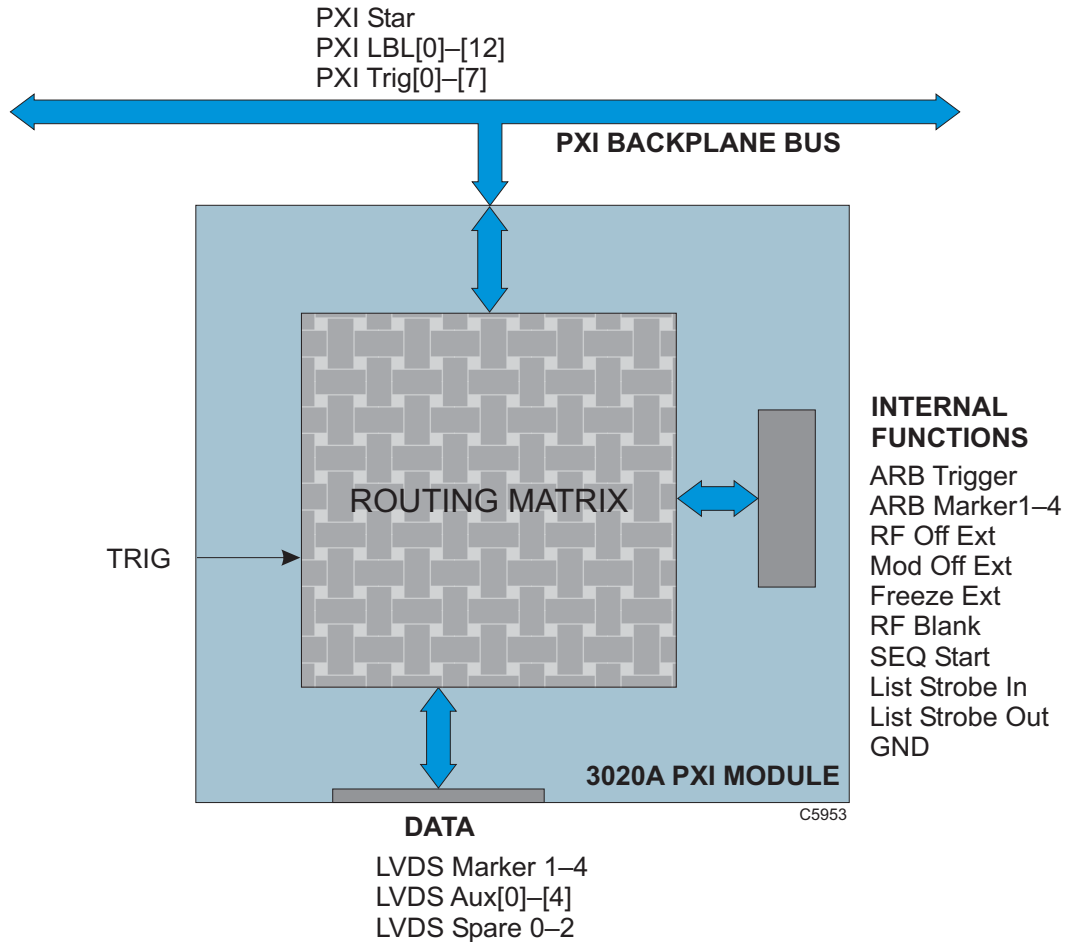 PXI Star
PXI LBL[0]–[12]
PXI Trig[0]–[7]
PXI BACKPLANE BUS
ROUTING MATRIX
TRIG
INTERNAL
FUNCTIONS
ARB Trigger
ARB Marker1–4
RF Off Ext
Mod Off Ext
Freeze Ext
RF Blank
SEQ Start
List Strobe In
List Strobe Out
GND
3020A PXI MODULE
C5953
DATA
LVDS Marker 1–4
LVDS Aux[0]–[4]
LVDS Spare 0–2